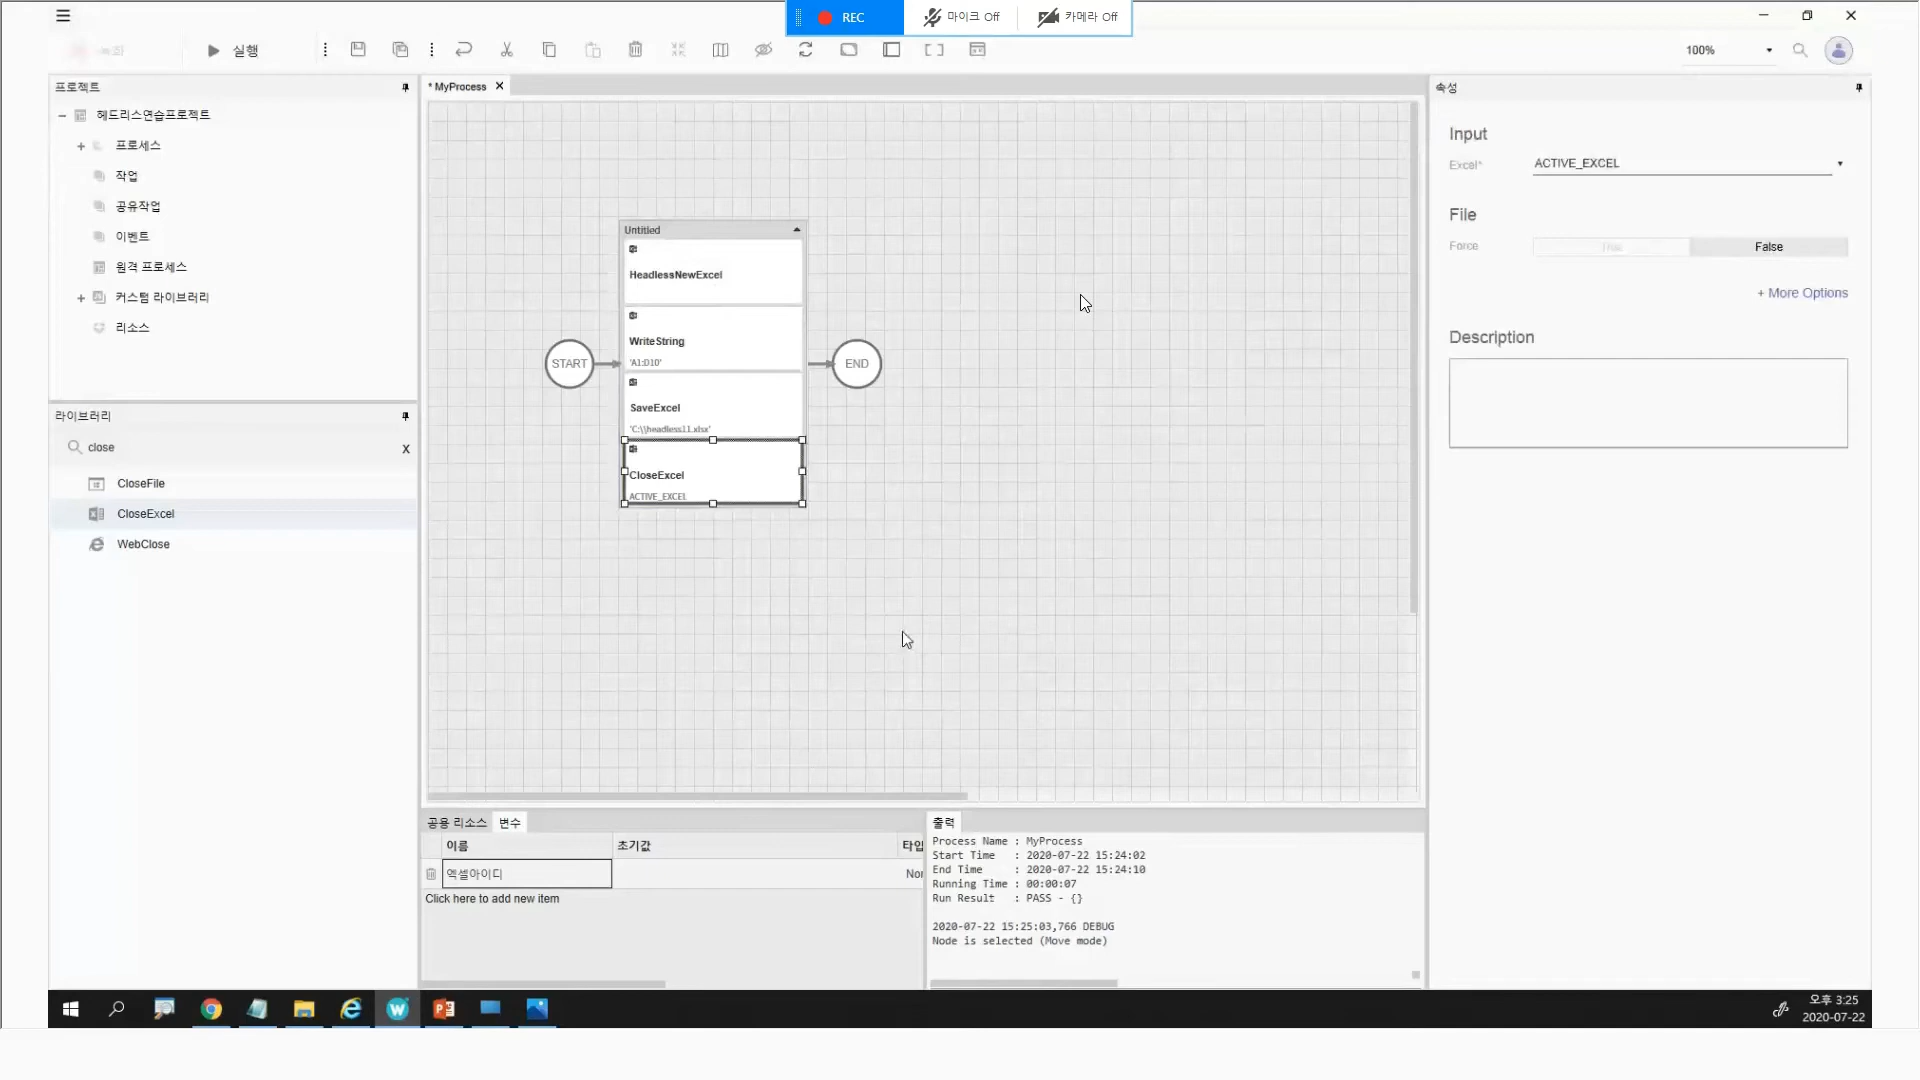 REC
마이크 Off
카메라 Off
녹화
실행
100%
프로젝트
헤드리스연습프로젝트
프로세스
작업
공유작업
이벤트
원격 프로세스
커스텀 라이브러리
리소스
라이브러리
close
X
CloseFile
CloseExcel
WebClose
* MyProcess
START
Untitled
HeadlessNewExcel
WriteString
'A1:D10'
SaveExcel
'C:\\headless11.xlsx'
CloseExcel
ACTIVE_EXCEL
END
속성
Input
Excel*
ACTIVE_EXCEL
File
Force
True
False
+ More Options
Description
공용 리소스
변수
이름
초기값
타입
엑셀아이디
Nor
Click here to add new item
출력
Process Name : MyProcess
Start Time : 2020-07-22 15:24:02
End Time : 2020-07-22 15:24:10
Running Time : 00:00:07
Run Result : PASS - {}
2020-07-22 15:25:03,766 DEBUG
Node is selected (Move mode)
오후 3:25
2020-07-22